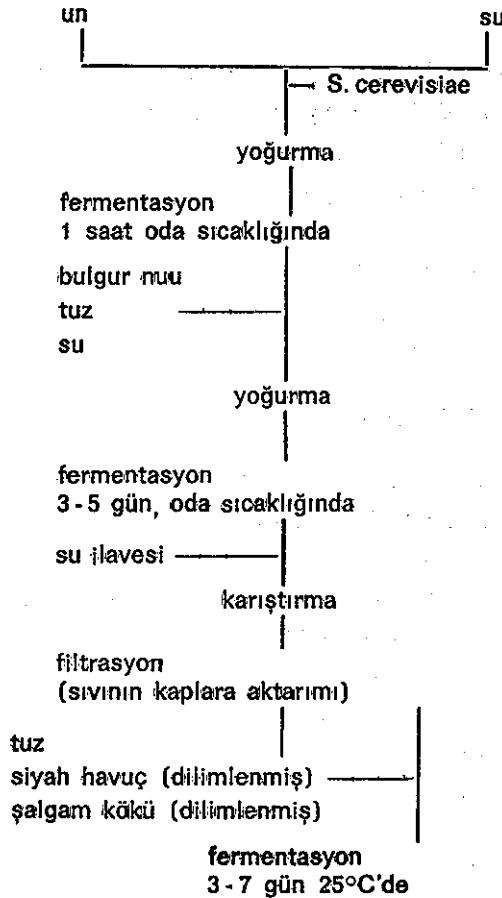 un
su
S. cerevisiae
yoğurma
fermentasyon
1 saat oda sıcaklığında
bulgur nuu
tuz
su
yoğurma
fermentasyon
3-5 gün, oda sıcaklığında
su ilavesi
karıştırma
filtrasyon
(sıvının kaplara aktarımı)
tuz
siyah havuç (dilimlenmiş)
şalgam kökü (dilimlenmiş)
fermentasyon
3-7 gün 25°C'de